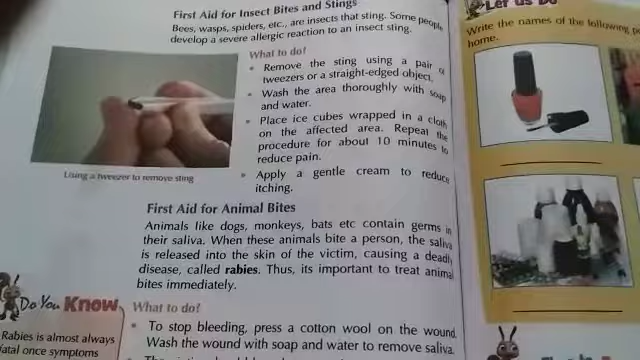 First Aid for Insect Bites and Stings
Bees, wasps, spiders, etc., are insects that sting. Some people
develop a severe allergic reaction to an insect sting.
What to do!
• Remove the sting using a pair of
tweezers or a straight-edged object.
• Wash the area thoroughly with soap
and water.
• Place ice cubes wrapped in a cloth
on the affected area. Repeat the
procedure for about 10 minutes to
reduce pain.
• Apply a gentle cream to reduce
itching.
Using a tweezer to remove sting
First Aid for Animal Bites
Animals like dogs, monkeys, bats etc contain germs in
their saliva. When these animals bite a person, the saliva
is released into the skin of the victim, causing a deadly
disease, called rabies. Thus, its important to treat animal
bites immediately.
Do You Know
Rabies is almost always
fatal once symptoms
What to do!
• To stop bleeding, press a cotton wool on the wound.
Wash the wound with soap and water to remove saliva.
Let us Do
Write the names of the following
home.